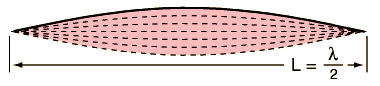 L = λ/2